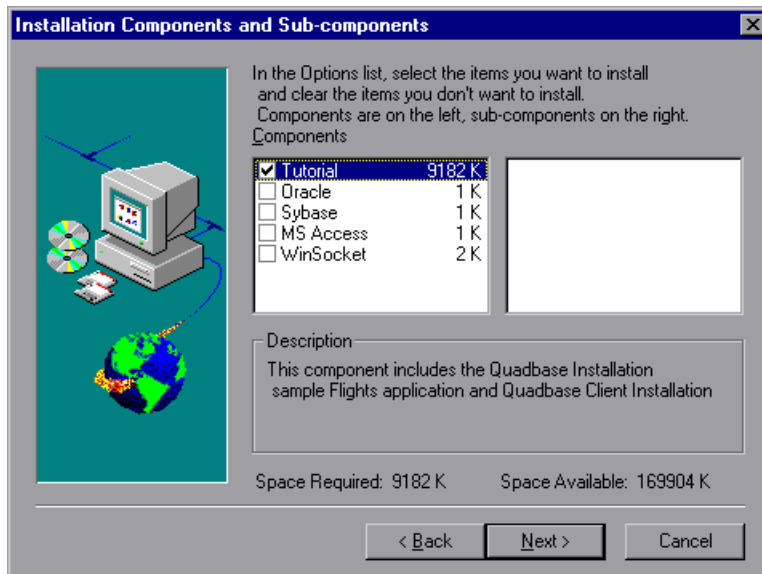 Installation Components and Sub-components
In the Options list, select the items you want to install
and clear the items you don't want to install.
Components are on the left, sub-components on the right.
Components
Tutorial 9182 K
Oracle 1 K
Sybase 1 K
MS Access 1 K
WinSocket 2 K
Description
This component includes the Quadbase Installation
sample Flights application and Quadbase Client Installation
Space Required: 9182 K Space Available: 169904 K
< Back Next > Cancel